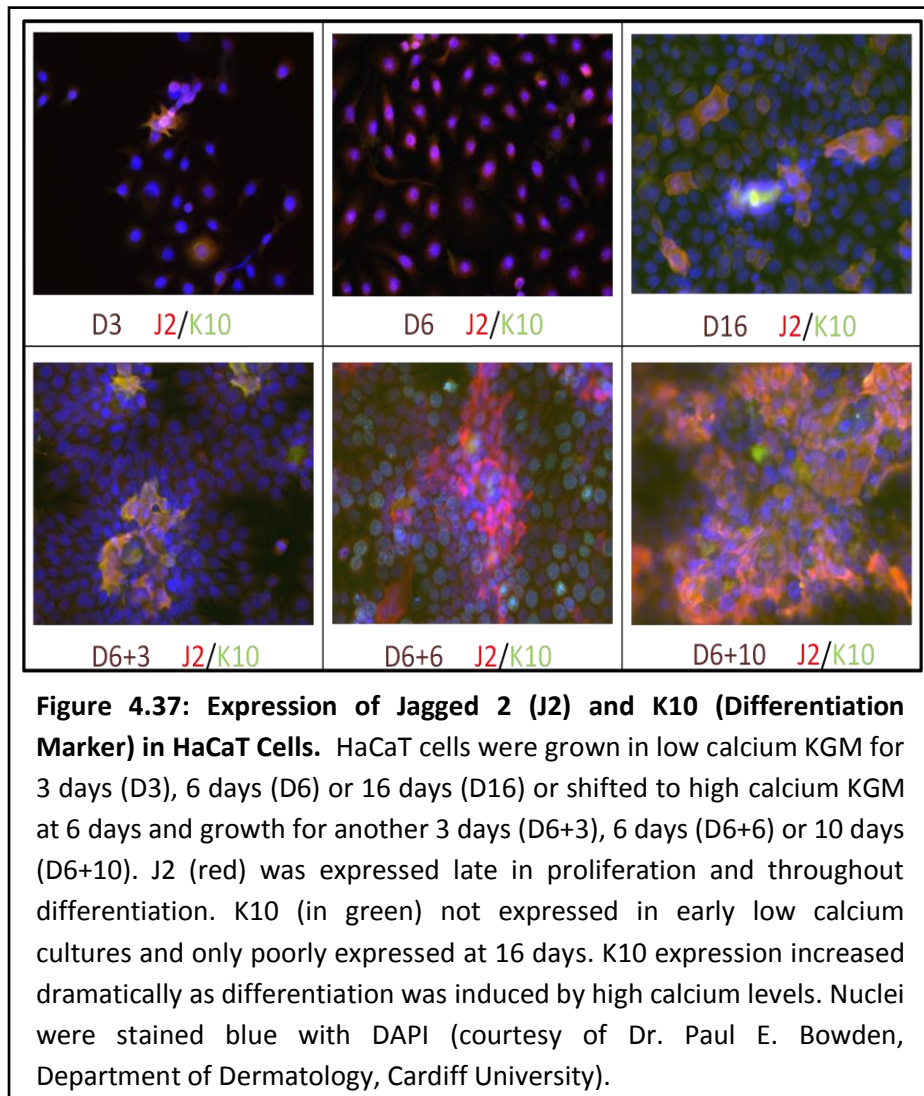 D3 J2/K10 D6 J2/K10 D16 J2/K10
D6+3 J2/K10 D6+6 J2/K10 D6+10 J2/K10
Figure 4.37: Expression of Jagged 2 (J2) and K10 (Differentiation
Marker) in HaCaT Cells. HaCaT cells were grown in low calcium KGM for
3 days (D3), 6 days (D6) or 16 days (D16) or shifted to high calcium KGM
at 6 days and growth for another 3 days (D6+3), 6 days (D6+6) or 10 days
(D6+10). J2 (red) was expressed late in proliferation and throughout
differentiation. K10 (in green) not expressed in early low calcium
cultures and only poorly expressed at 16 days. K10 expression increased
dramatically as differentiation was induced by high calcium levels. Nuclei
were stained blue with DAPI (courtesy of Dr. Paul E. Bowden,
Department of Dermatology, Cardiff University).